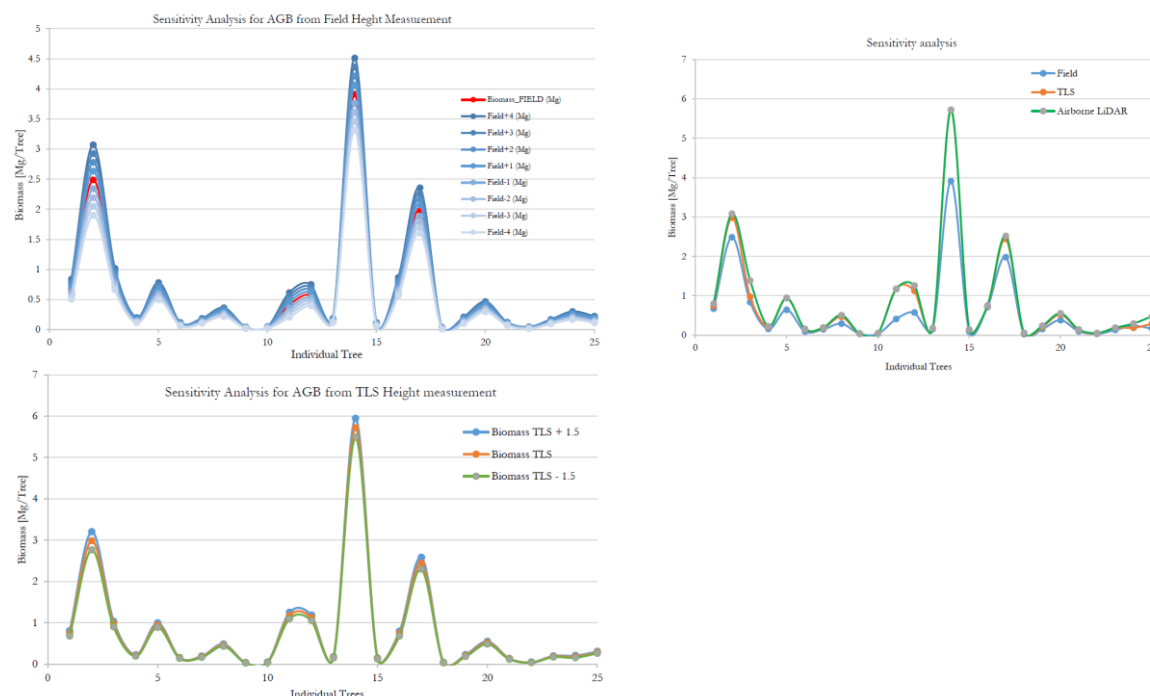 Sensitivity Analysis for AGB from Field Heght Measurement
5
4.5
4
3.5
3
2.5
2
1.5
1
0.5
0
Biomass [Mg/Tree]
Biomass_FIELD (Mg)
Field+4 (Mg)
Field+3 (Mg)
Field+2 (Mg)
Field+1 (Mg)
Field-1 (Mg)
Field-2 (Mg)
Field-3 (Mg)
Field-4 (Mg)
0 5 10 15 20 25
Individual Tree
Sensitivity analysis
7
6
5
4
3
2
1
0
Biomass [Mg/Tree]
Field
TLS
Airborne LiDAR
0 5 10 15 20 25
Individual Trees
Sensitivity Analysis for AGB from TLS Height measurement
7
6
5
4
3
2
1
0
Biomass [Mg/Tree]
Biomass TLS + 1.5
Biomass TLS
Biomass TLS - 1.5
0 5 10 15 20 25
Individual Trees